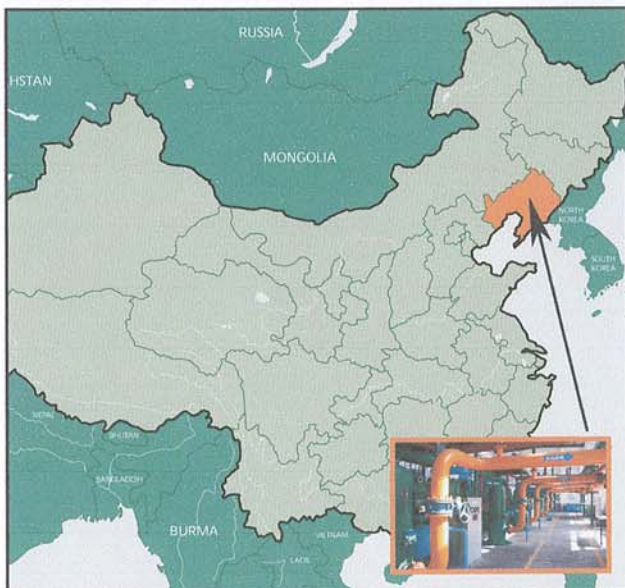 RUSSIA
HSTAN
MONGOLIA
NORTH
KOREA
SOUTH
KOREA
NEPAL
BHUTAN
BANGLADESH
BURMA
VIETNAM
LAOS